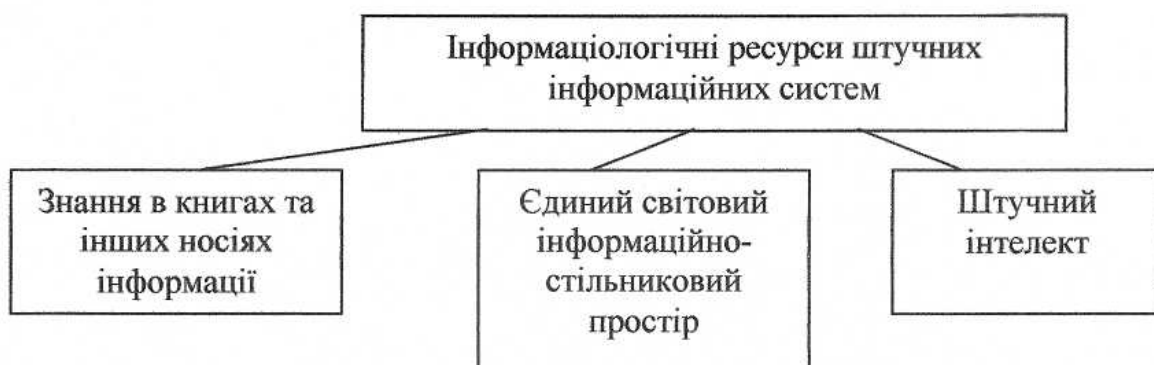 Інформаціологічні ресурси штучних
інформаційних систем
Знання в книгах та
інших носіях
інформації
Єдиний світовий
інформаційно-
стільниковий
простір
Штучний
інтелект